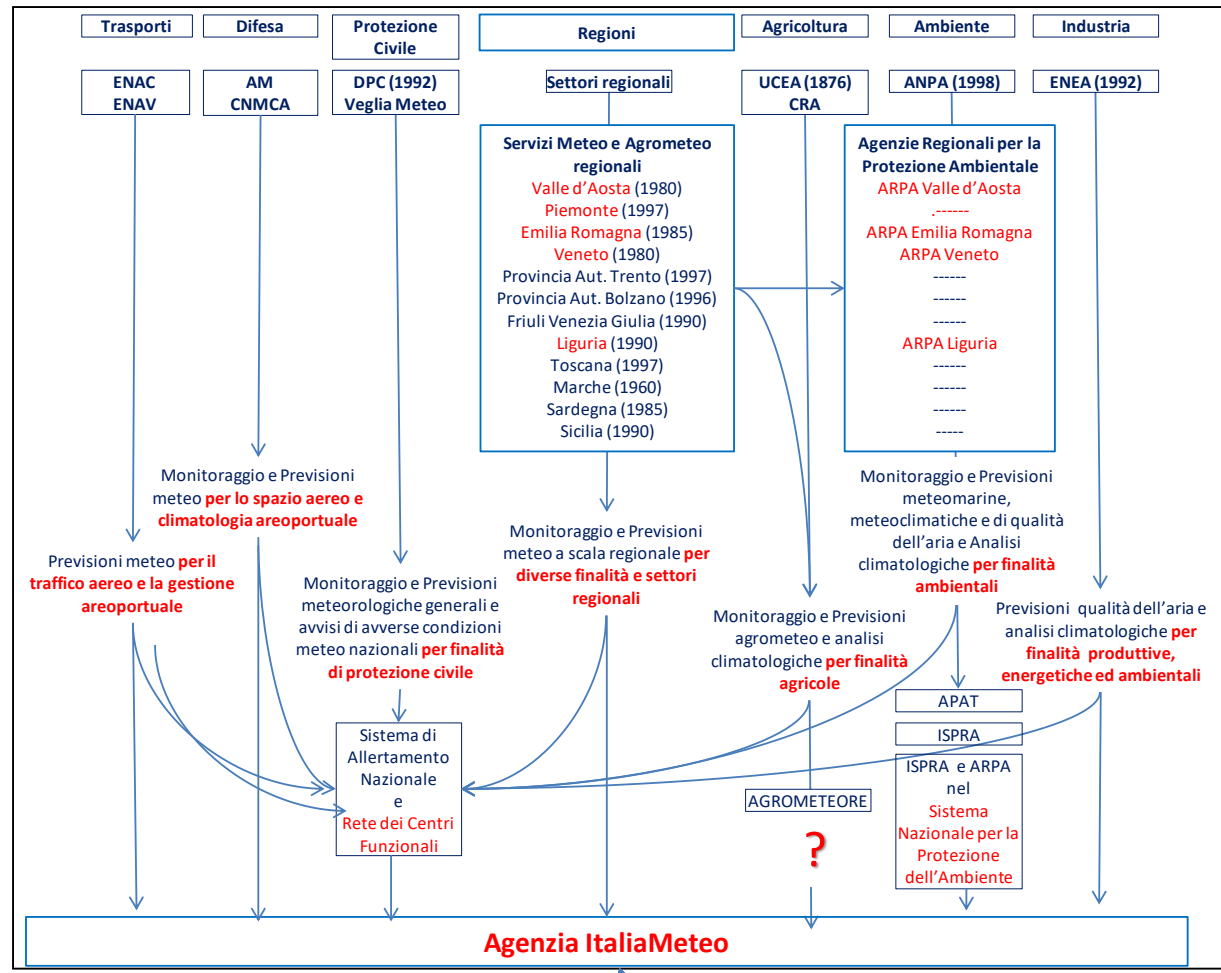 Trasporti
Difesa
Protezione
Civile
Regioni
Agricoltura
Ambiente
Industria
ENAC
ENAV
AM
CNMCA
DPC (1992)
Veglia Meteo
Settori regionali
UCEA (1876)
CRA
ANPA (1998)
ENEA (1992)
Servizi Meteo e Agrometeo
regionali
Valle d'Aosta (1980)
Piemonte (1997)
Emilia Romagna (1985)
Veneto (1980)
Provincia Aut. Trento (1997)
Provincia Aut. Bolzano (1996)
Friuli Venezia Giulia (1990)
Liguria (1990)
Toscana (1997)
Marche (1960)
Sardegna (1985)
Sicilia (1990)
Agenzie Regionali per la
Protezione Ambientale
ARPA Valle d'Aosta
.------
ARPA Emilia Romagna
ARPA Veneto
------
------
------
ARPA Liguria
------
------
------
-----
Monitoraggio e Previsioni
meteo per lo spazio aereo e
climatologia areoportuale
Previsioni meteo per il
traffico aereo e la gestione
areoportuale
Monitoraggio e Previsioni
meteorologiche generali e
avvisi di avverse condizioni
meteo nazionali per finalità
di protezione civile
Monitoraggio e Previsioni
meteo a scala regionale per
diverse finalità e settori
regionali
Monitoraggio e Previsioni
agrometeo e analisi
climatologiche per finalità
agricole
Monitoraggio e Previsioni
meteomarine,
meteoclimatiche e di qualità
dell'aria e Analisi
climatologiche per finalità
ambientali
Previsioni qualità dell'aria e
analisi climatologiche per
finalità produttive,
energetiche ed ambientali
Sistema di
Allertamento
Nazionale
e
Rete dei Centri
Funzionali
AGROMETEORE
?
APAT
ISPRA
ISPRA e ARPA
nel
Sistema
Nazionale per la
Protezione
dell'Ambiente
Agenzia ItaliaMeteo